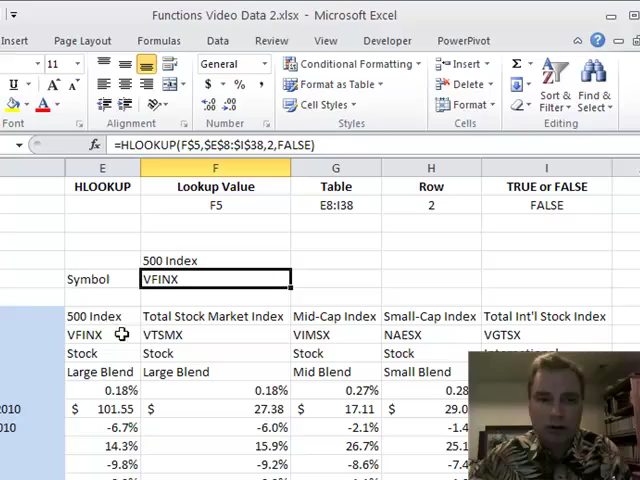 Functions Video Data 2.xlsx - Microsoft Excel
Insert Page Layout Formulas Data Review View Developer PowerPivot
11 A A General Conditional Formatting Insert Σ
U $ % , Format as Table Delete Sort & Find &
A Cell Styles Format Filter Select
Font Alignment Number Styles Cells Editing
fx =HLOOKUP(F$5,$E$8:$I$38,2,FALSE)
E F G H I
HLOOKUP Lookup Value Table Row TRUE or FALSE
F5 E8:I38 2 FALSE
500 Index
Symbol VFINX
500 Index Total Stock Market Index Mid-Cap Index Small-Cap Index Total Int'l Stock Index
VFINX VTSMX VIMSX NAESX VGTSX
Stock Stock Stock Stock
Large Blend Large Blend Mid Blend Small Blend
0.18% 0.18% 0.27% 0.28
2010 $ 101.55 $ 27.38 $ 17.11 $ 29.0
010 -6.7% -6.0% -2.1% -1.4
14.3% 15.9% 26.7% 25.1
-9.8% -9.2% -8.6% -7.4